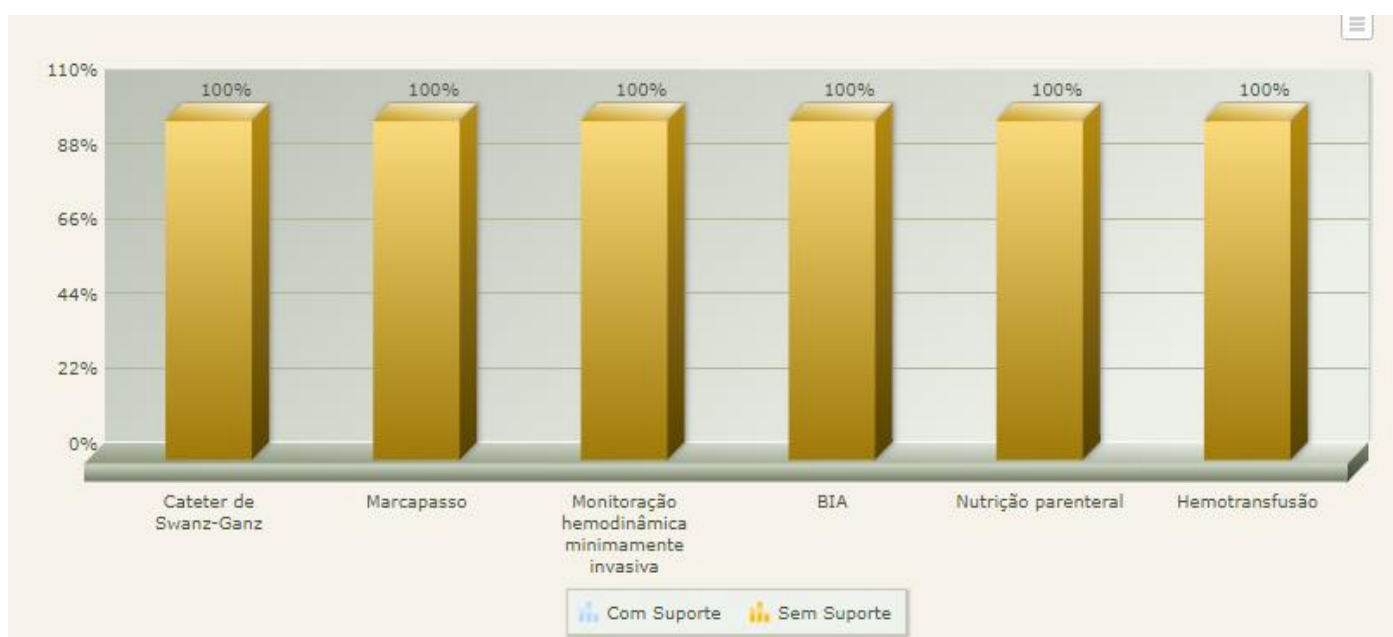 110%
100% 100% 100% 100% 100% 100%
88%
66%
44%
22%
0%
Cateter de
Swanz-Ganz
Marcapasso
Monitoração
hemodinâmica
minimamente
invasiva
BIA
Nutrição parenteral
Hemotransfusão
Com Suporte Sem Suporte